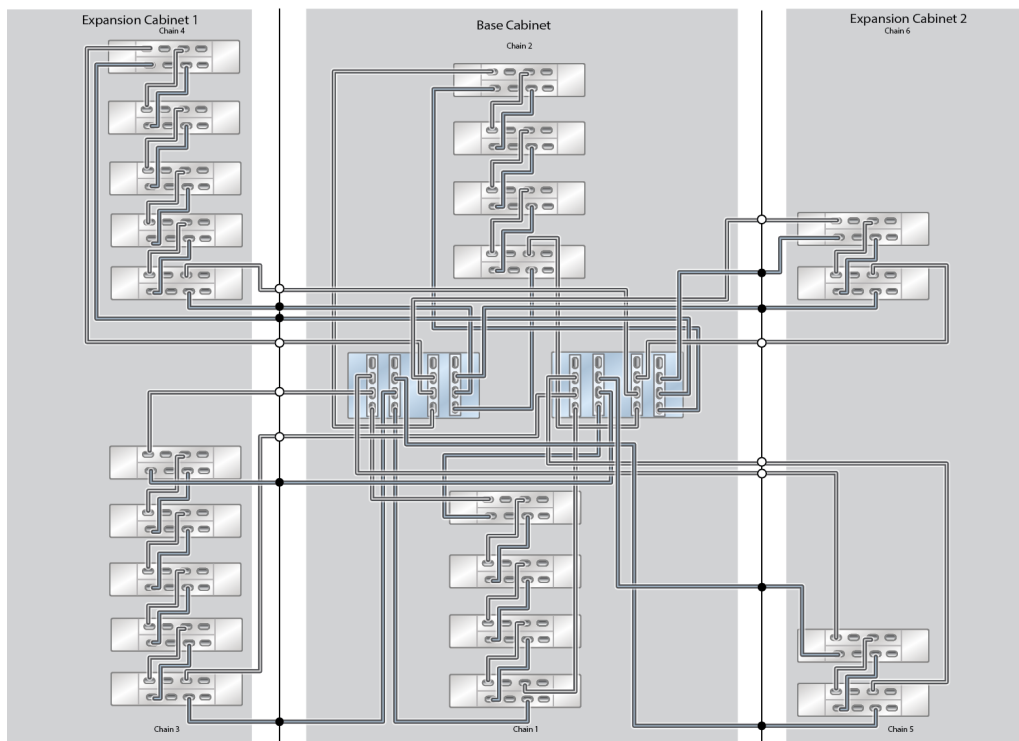 Expansion Cabinet 1
Chain 4
Base Cabinet
Chain 2
Expansion Cabinet 2
Chain 6
Chain 3
Chain 1
Chain 5